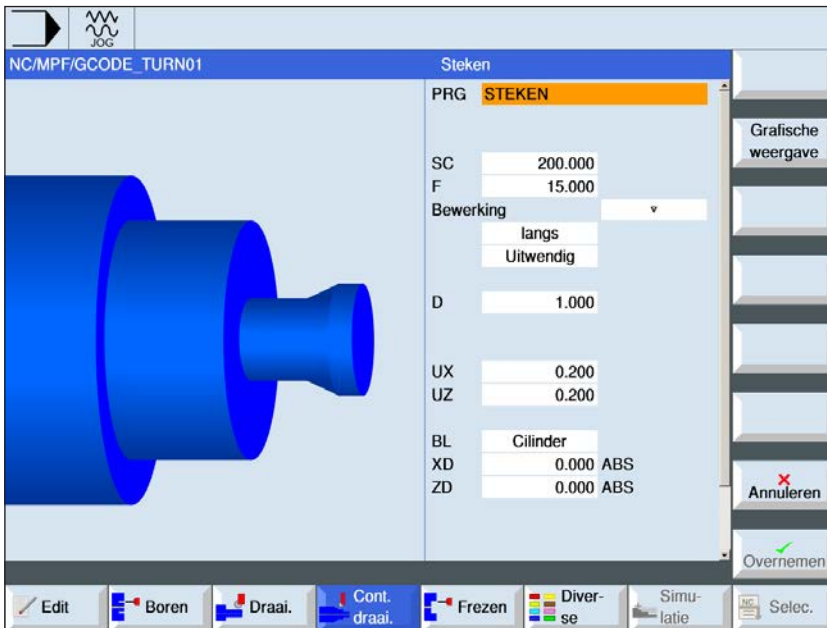 JOG
NC/MPF/GCODE_TURN01
Steken
PRG STEKEN
SC 200.000
F 15.000
Bewerking ▿
langs
Uitwendig
D 1.000
UX 0.200
UZ 0.200
BL Cilinder
XD 0.000 ABS
ZD 0.000 ABS
Grafische
weergave
Annuleren
Overnemen
Edit
Boren
Draai.
Cont.
draai.
Frezen
Diver-
se
Simu-
latie
NC
Selec.